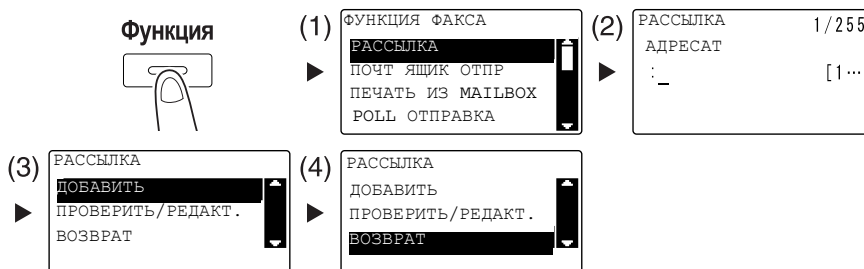 Функция
(1)
ФУНКЦИЯ ФАКСА
РАССЫЛКА
ПОЧТ ЯЩИК ОТПР
ПЕЧАТЬ ИЗ MAILBOX
POLL ОТПРАВКА
(2)
РАССЫЛКА 1/255
АДРЕСАТ
:_ [1…
(3)
РАССЫЛКА
ДОБАВИТЬ
ПРОВЕРИТЬ/РЕДАКТ.
ВОЗВРАТ
(4)
РАССЫЛКА
ДОБАВИТЬ
ПРОВЕРИТЬ/РЕДАКТ.
ВОЗВРАТ